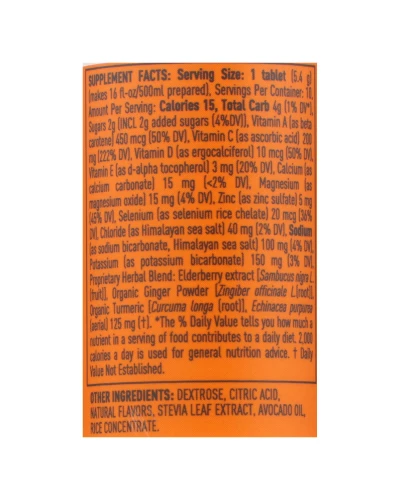 SUPPLEMENT FACTS: Serving Size: 1 tablet (5.4 g)
(makes 16 fl-oz/500ml prepared), Servings Per Container: 10,
Amount Per Serving: Calories 15, Total Carb 4g (1% DV*),
Sugars 2g (INCL 2g added sugars (4%DV)), Vitamin A (as beta
carotene) 450 mcg (50% DV), Vitamin C (as ascorbic acid) 200
mg (222% DV), Vitamin D (as ergocalciferol) 10 mcg (50% DV),
Vitamin E (as d-alpha tocopherol) 3 mg (20% DV), Calcium (as
calcium carbonate) 15 mg (<2% DV), Magnesium (as
magnesium oxide) 15 mg (4% DV), Zinc (as zinc sulfate) 5 mg
(45% DV), Selenium (as selenium rice chelate) 20 mcg (36%
DV), Chloride (as Himalayan sea salt) 40 mg (2% DV), Sodium
(as sodium bicarbonate, Himalayan sea salt) 100 mg (4% DV),
Potassium (as potassium bicarbonate) 150 mg (3% DV),
Proprietary Herbal Blend: Elderberry extract (Sambucus nigra L.
(fruit)), Organic Ginger Powder (Zingiber officinale L(root)),
Organic Turmeric (Curcuma longa (root)), Echinacea purpurea
(aerial) 125 mg (†). *The % Daily Value tells you how much a
nutrient in a serving of food contributes to a daily diet. 2,000
calories a day is used for general nutrition advice. † Daily
Value Not Established.
OTHER INGREDIENTS: DEXTROSE, CITRIC ACID,
NATURAL FLAVORS, STEVIA LEAF EXTRACT, AVOCADO OIL,
RICE CONCENTRATE.